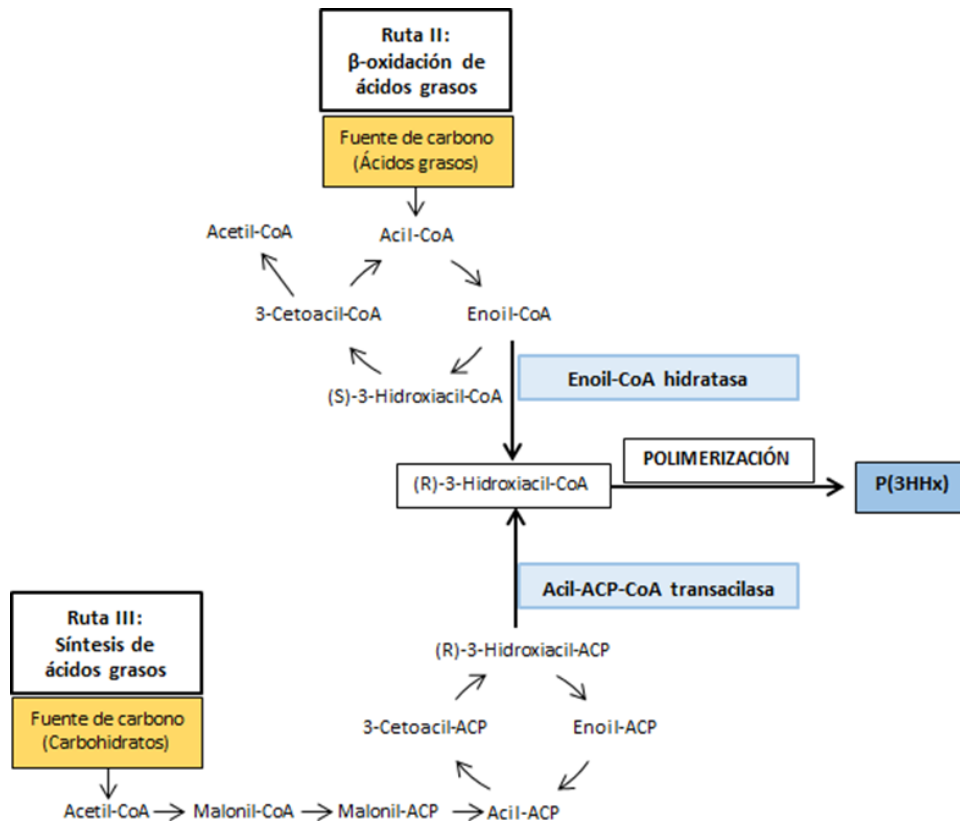 Ruta II:
β-oxidación de
ácidos grasos
Fuente de carbono
(Ácidos grasos)
Acetil-CoA
Acil-CoA
3-Cetoacil-CoA
Enoil-CoA
(S)-3-Hidroxiacil-CoA
Enoil-CoA hidratasa
(R)-3-Hidroxiacil-CoA
POLIMERIZACIÓN
P(3HHx)
Acil-ACP-CoA transacilasa
Ruta III:
Síntesis de
ácidos grasos
Fuente de carbono
(Carbohidratos)
(R)-3-Hidroxiacil-ACP
3-Cetoacil-ACP
Enoil-ACP
Acetil-CoA
Malonil-CoA
Malonil-ACP
Acil-ACP